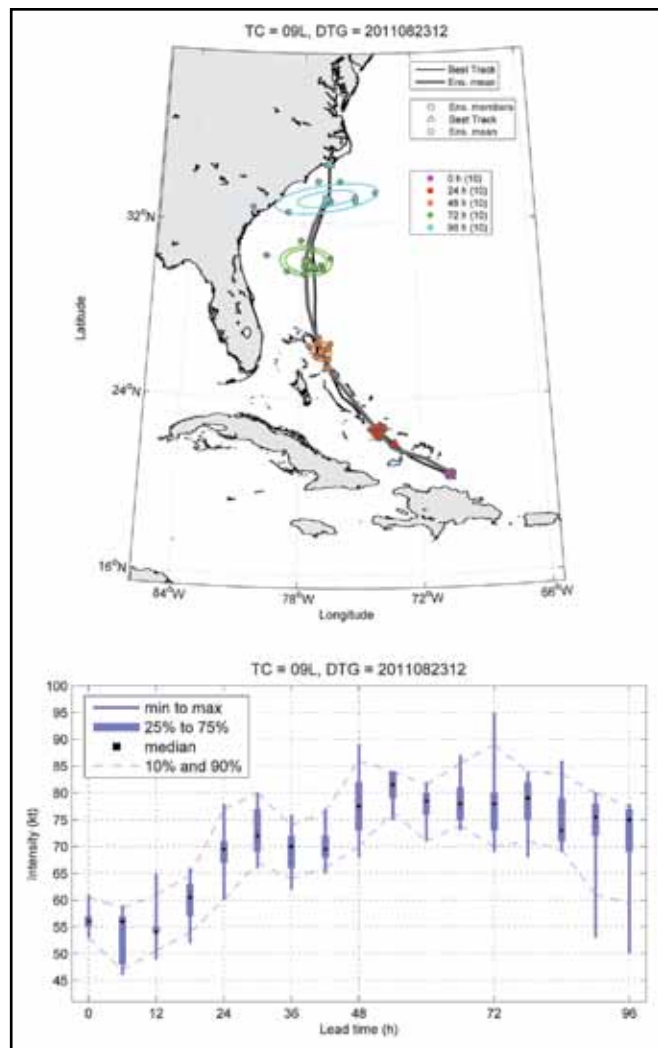 TC = 09L, DTG = 2011082312
Best Track
Ens. mean
Ens. members
Best Track
Ens. mean
0 h (10)
24 h (10)
48 h (10)
72 h (10)
96 h (10)
32°N
24°N
16°N
Latitude
84°W
78°W
72°W
66°W
Longitude
TC = 09L, DTG = 2011082312
min to max
25% to 75%
median
10% and 90%
100
95
90
85
80
75
70
65
60
55
50
45
Intensity (kt)
0
12
24
36
48
60
72
84
96
Lead time (h)